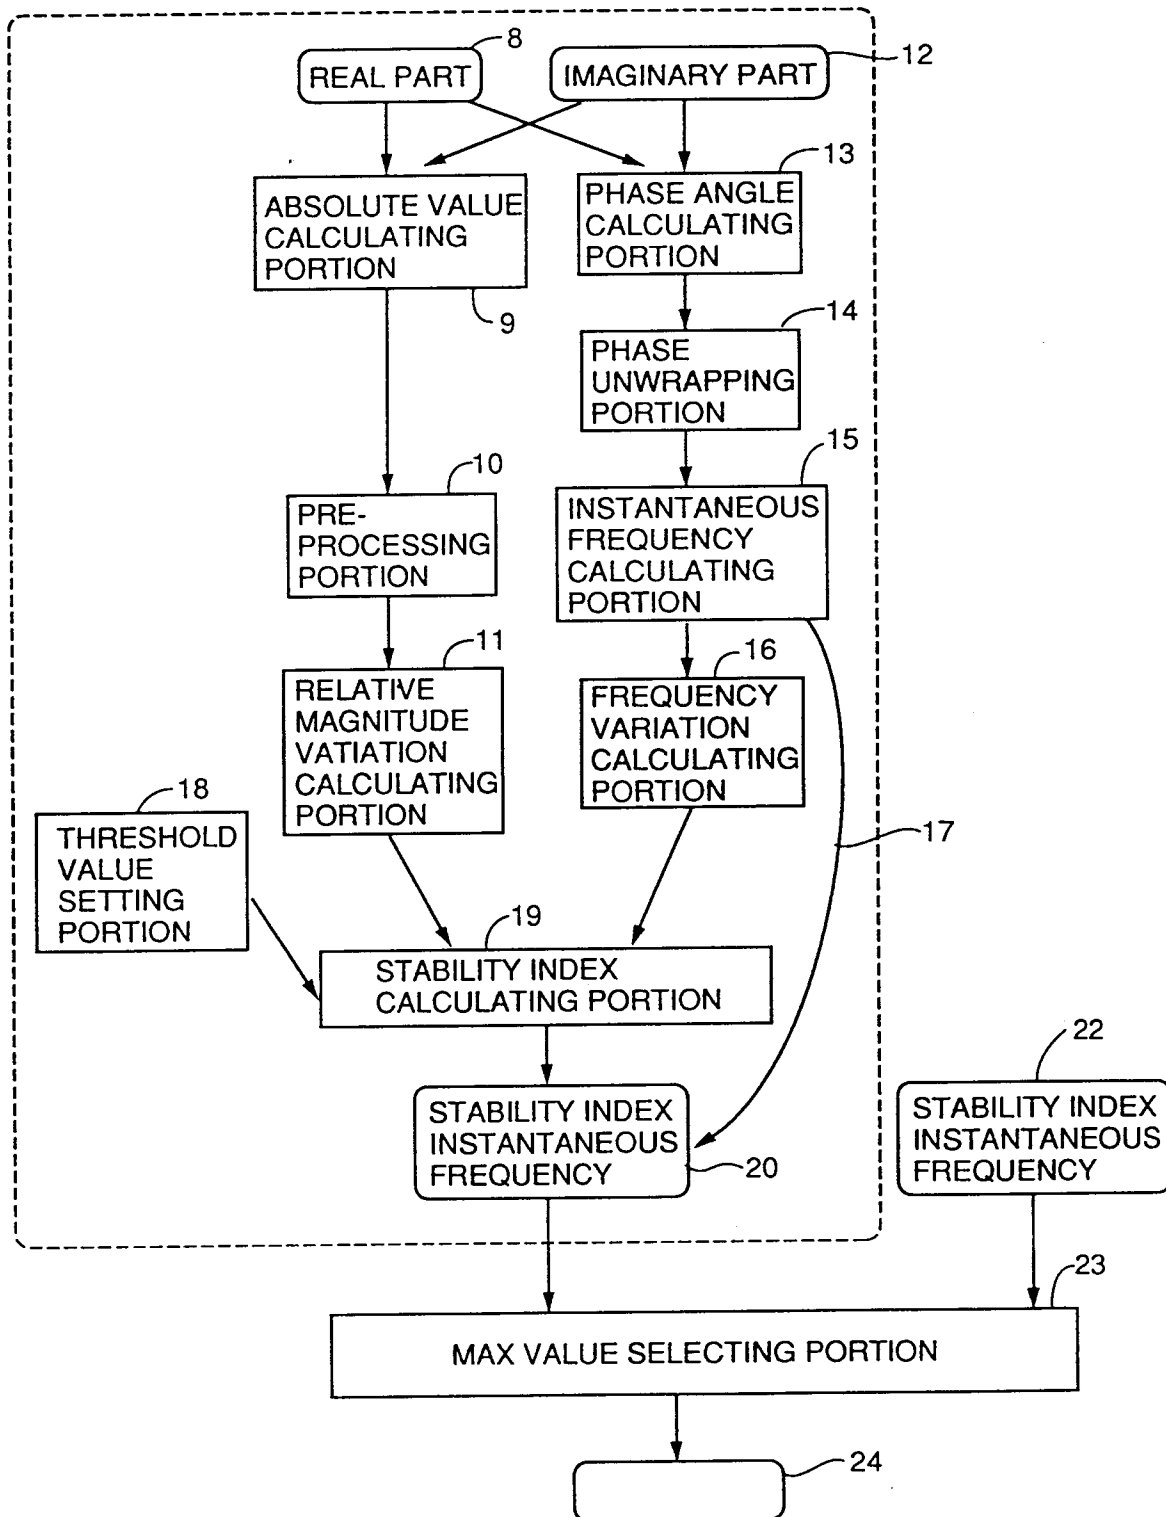 8
REAL PART
12
IMAGINARY PART
ABSOLUTE VALUE
CALCULATING
PORTION
9
13
PHASE ANGLE
CALCULATING
PORTION
14
PHASE
UNWRAPPING
PORTION
10
PRE-
PROCESSING
PORTION
15
INSTANTANEOUS
FREQUENCY
CALCULATING
PORTION
11
RELATIVE
MAGNITUDE
VATIATION
CALCULATING
PORTION
16
FREQUENCY
VARIATION
CALCULATING
PORTION
17
18
THRESHOLD
VALUE
SETTING
PORTION
19
STABILITY INDEX
CALCULATING PORTION
STABILITY INDEX
INSTANTANEOUS
FREQUENCY
20
22
STABILITY INDEX
INSTANTANEOUS
FREQUENCY
23
MAX VALUE SELECTING PORTION
24